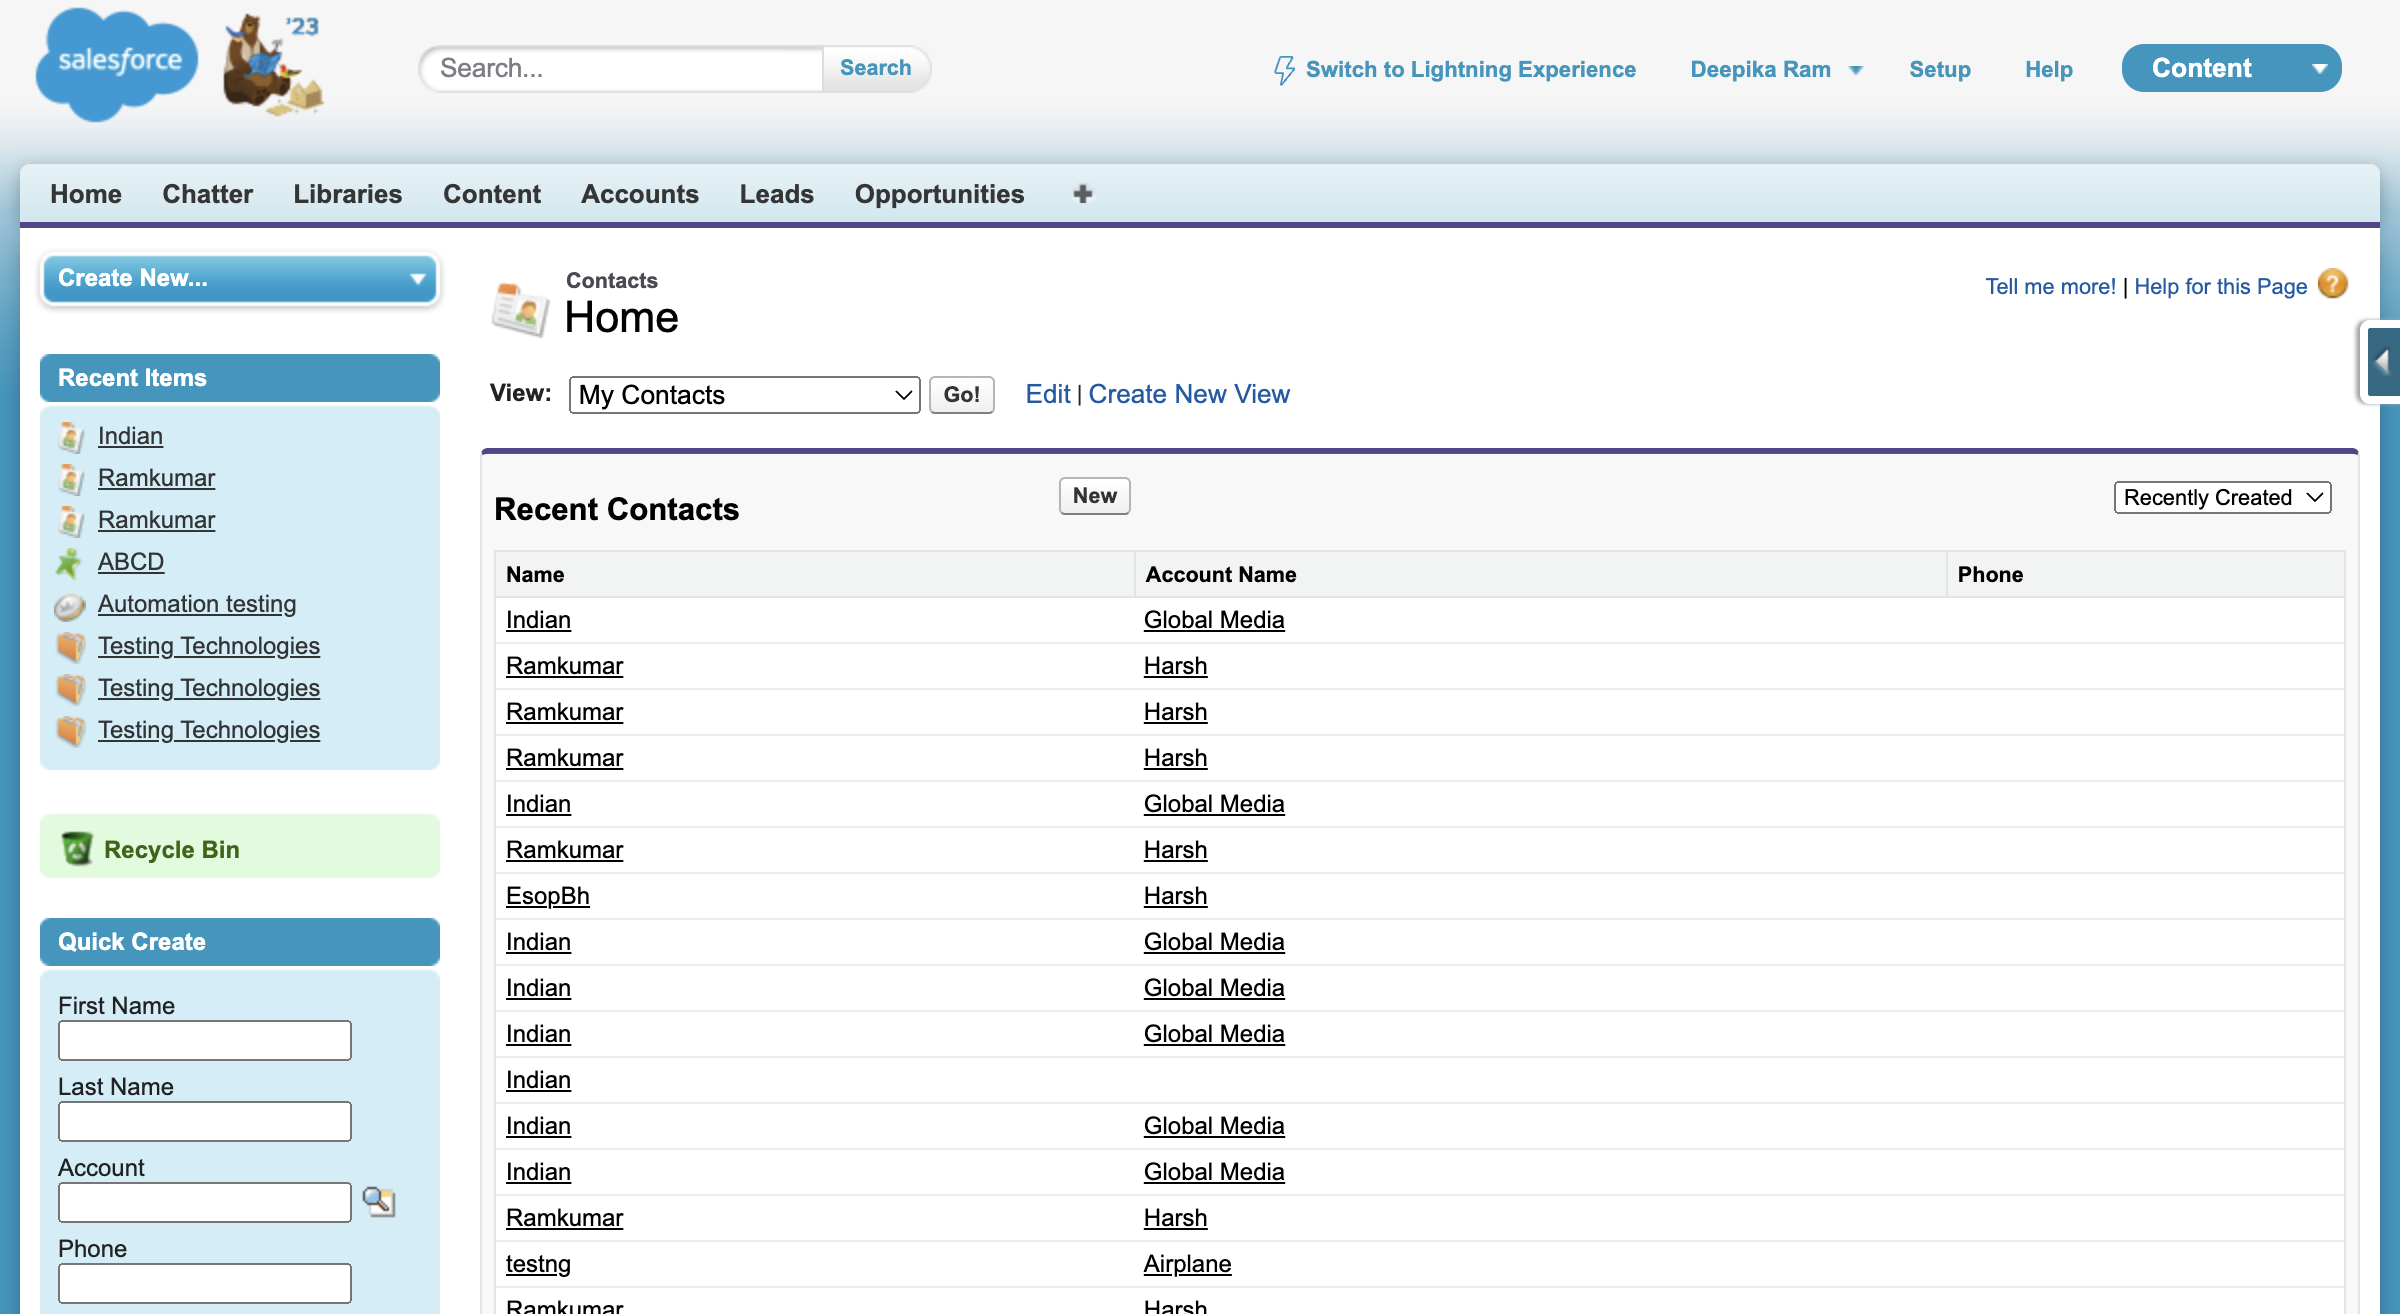 salesforce
'23
Search...
Search
Switch to Lightning Experience
Deepika Ram
Setup
Help
Content
Home Chatter Libraries Content Accounts Leads Opportunities +
Create New...
Recent Items
Indian
Ramkumar
Ramkumar
ABCD
Automation testing
Testing Technologies
Testing Technologies
Testing Technologies
Recycle Bin
Quick Create
First Name
Last Name
Account
Phone
Contacts
Home
Tell me more! | Help for this Page ?
View: My Contacts Go! Edit | Create New View
Recent Contacts
New
Recently Created
Name Account Name Phone
Indian Global Media
Ramkumar Harsh
Ramkumar Harsh
Ramkumar Harsh
Indian Global Media
Ramkumar Harsh
EsopBh Harsh
Indian Global Media
Indian Global Media
Indian Global Media
Indian
Indian Global Media
Indian Global Media
Ramkumar Harsh
testng Airplane
Ramkumar Harsh